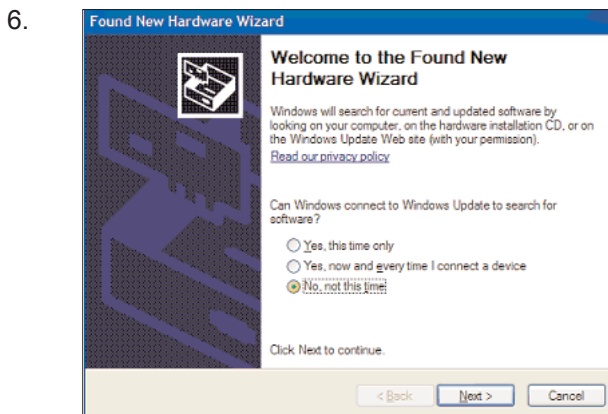 6.
Found New Hardware Wizard
Welcome to the Found New
Hardware Wizard
Windows will search for current and updated software by
looking on your computer, on the hardware installation CD, or on
the Windows Update Web site (with your permission).
Read our privacy policy
Can Windows connect to Windows Update to search for
software?
Yes, this time only
Yes, now and every time I connect a device
No, not this time
Click Next to continue.
< Back Next > Cancel